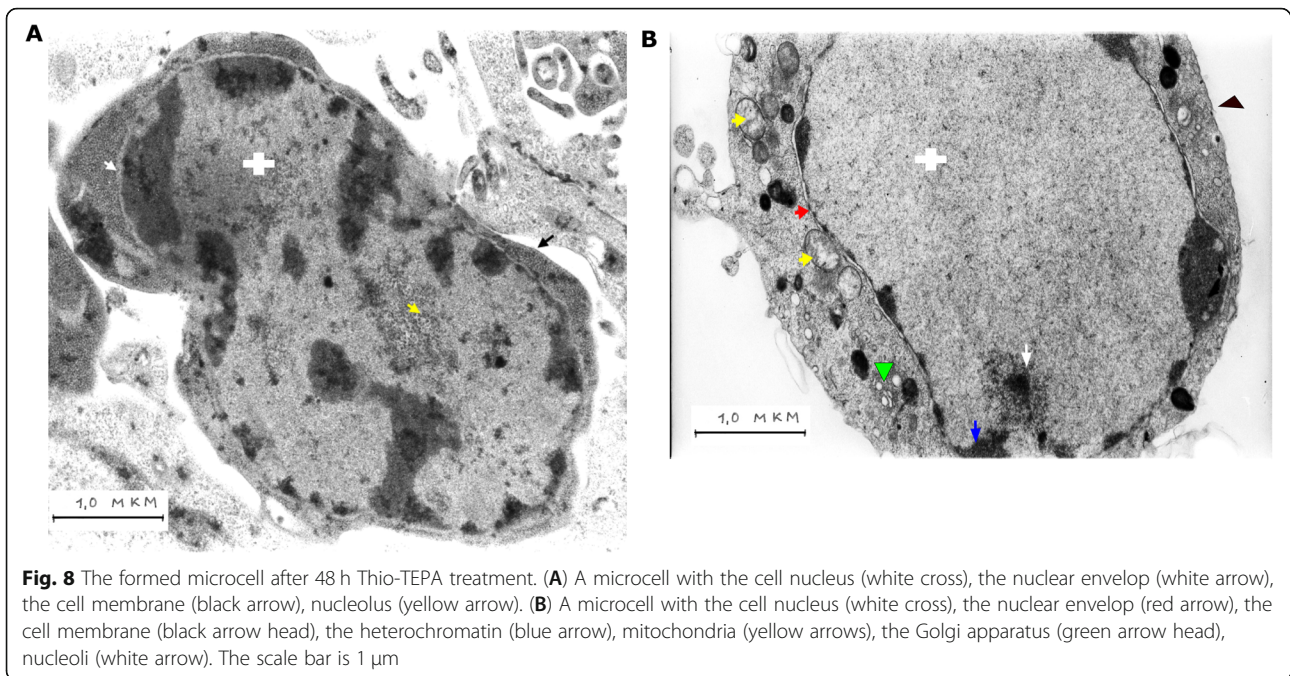 A
B
1,0 MKM
1,0 MKM
Fig. 8 The formed microcell after 48 h Thio-TEPA treatment. (A) A microcell with the cell nucleus (white cross), the nuclear envelop (white arrow),
the cell membrane (black arrow), nucleolus (yellow arrow). (B) A microcell with the cell nucleus (white cross), the nuclear envelop (red arrow), the
cell membrane (black arrow head), the heterochromatin (blue arrow), mitochondria (yellow arrows), the Golgi apparatus (green arrow head),
nucleoli (white arrow). The scale bar is 1 μm